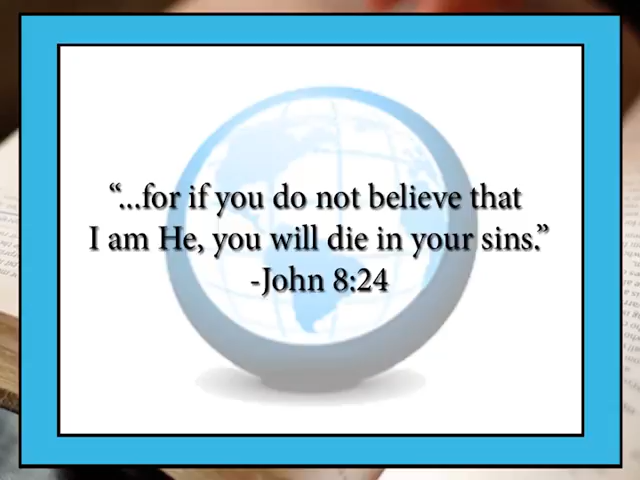 “...for if you do not believe that
I am He, you will die in your sins.”
-John 8:24